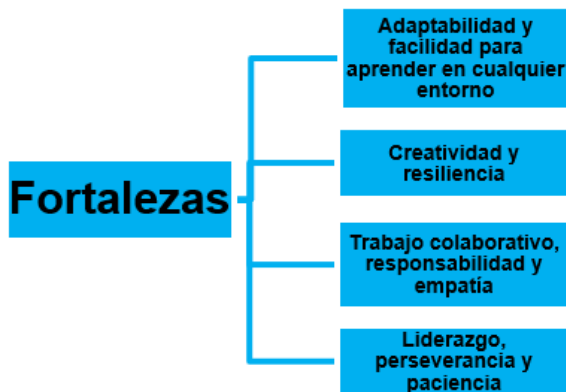 Fortalezas
Adaptabilidad y
facilidad para
aprender en cualquier
entorno
Creatividad y
resiliencia
Trabajo colaborativo,
responsabilidad y
empatía
Liderazgo,
perseverancia y
paciencia